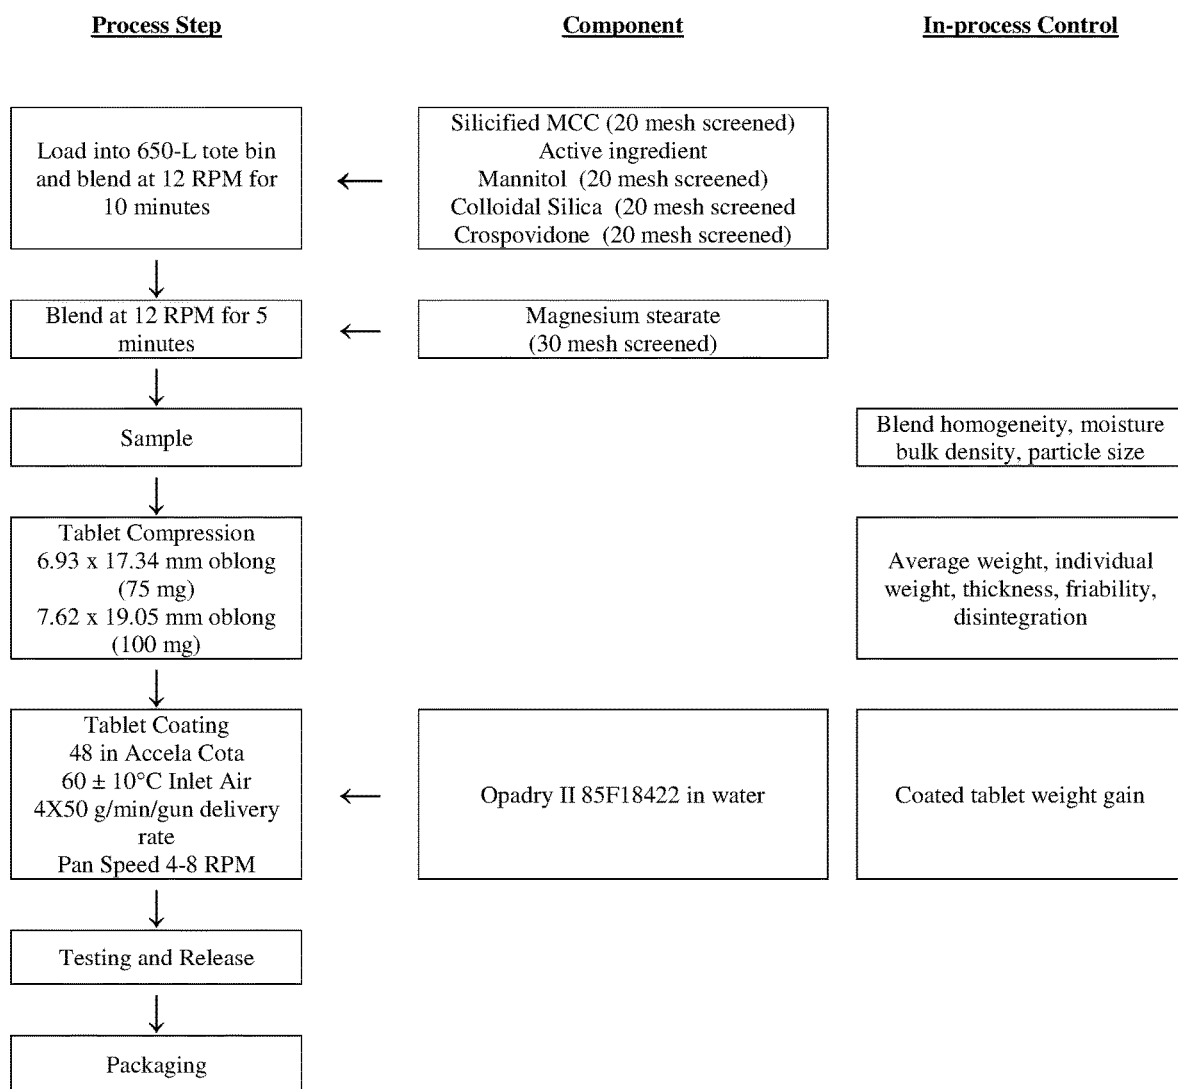 Process Step
Component
In-process Control
Load into 650-L tote bin
and blend at 12 RPM for
10 minutes
Silicified MCC (20 mesh screened)
Active ingredient
Mannitol (20 mesh screened)
Colloidal Silica (20 mesh screened
Crospovidone (20 mesh screened)
Blend at 12 RPM for 5
minutes
Magnesium stearate
(30 mesh screened)
Sample
Blend homogeneity, moisture
bulk density, particle size
Tablet Compression
6.93 x 17.34 mm oblong
(75 mg)
7.62 x 19.05 mm oblong
(100 mg)
Average weight, individual
weight, thickness, friability,
disintegration
Tablet Coating
48 in Accela Cota
60 ± 10°C Inlet Air
4X50 g/min/gun delivery
rate
Pan Speed 4-8 RPM
Opadry II 85F18422 in water
Coated tablet weight gain
Testing and Release
Packaging